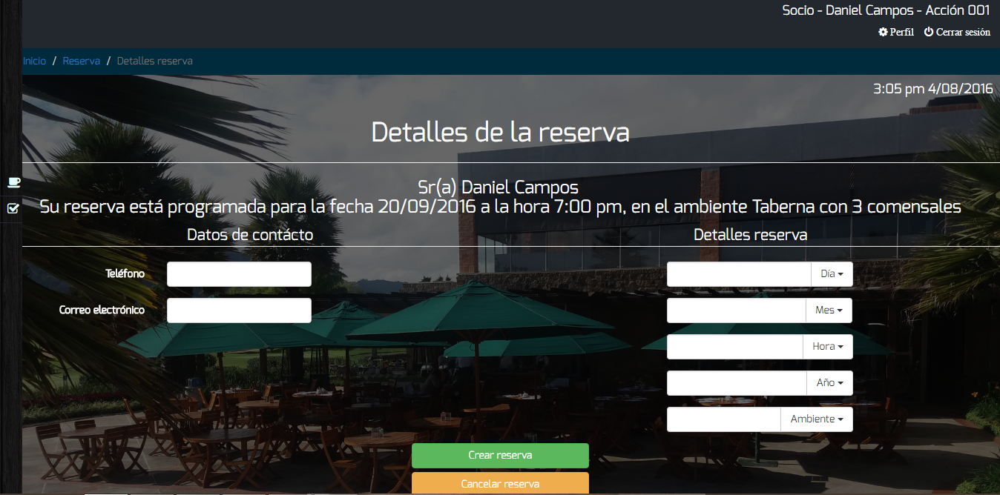 Socio - Daniel Campos - Acción 001
Perfil Cerrar sesión
Inicio / Reserva / Detalles reserva
3:05 pm 4/08/2016
Detalles de la reserva
Sr(a) Daniel Campos
Su reserva está programada para la fecha 20/09/2016 a la hora 7:00 pm, en el ambiente Taberna con 3 comensales
Datos de contácto
Detalles reserva
Teléfono
Correo electrónico
Día
Mes
Hora
Año
Ambiente
Crear reserva
Cancelar reserva